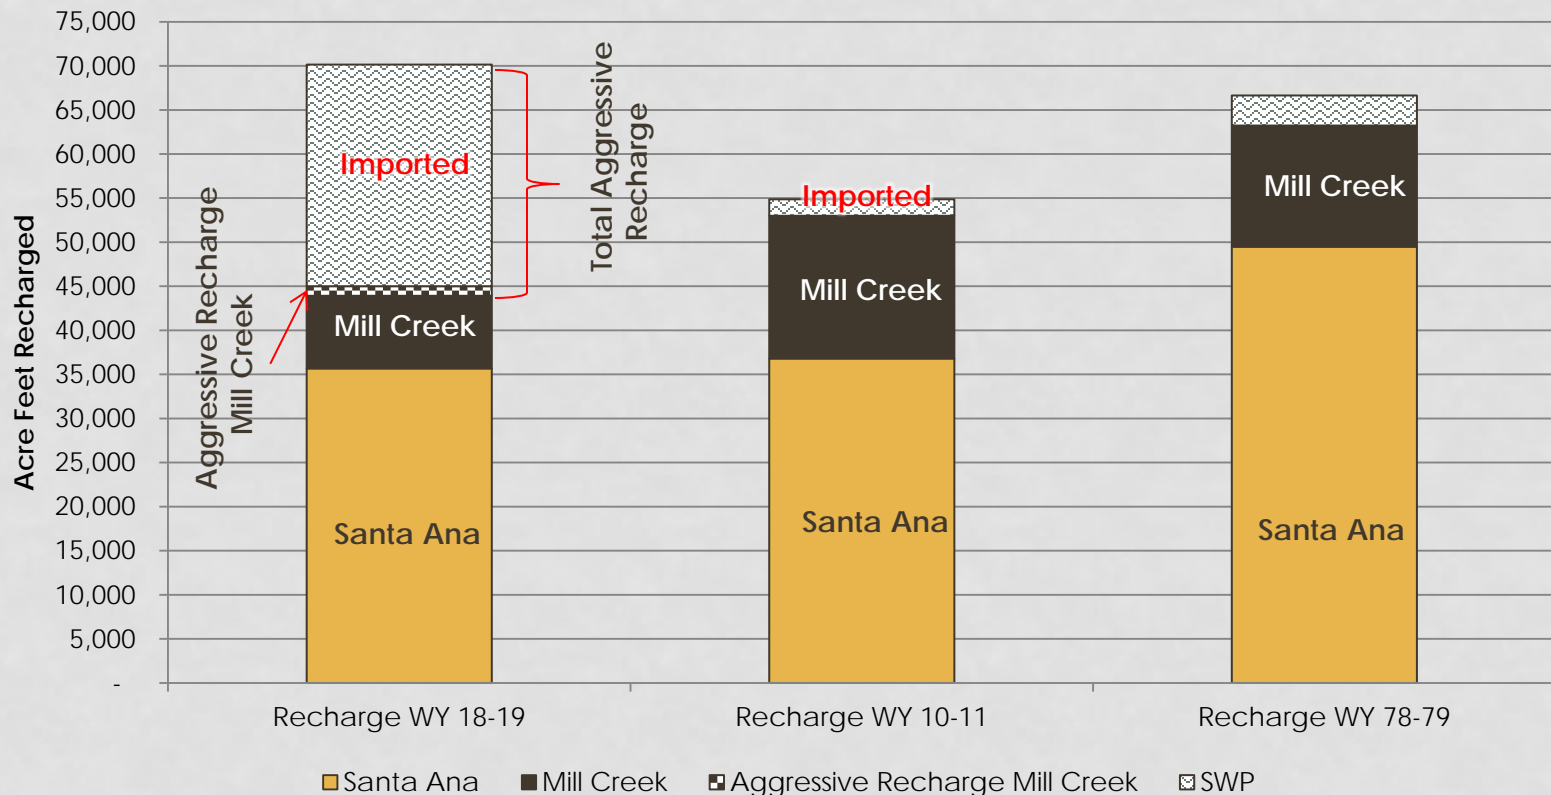 Acre Feet Recharged
75,000
70,000
65,000
60,000
55,000
50,000
45,000
40,000
35,000
30,000
25,000
20,000
15,000
10,000
5,000
-
Aggressive Recharge
Mill Creek
Imported
Mill Creek
Santa Ana
Total Aggressive
Recharge
Imported
Mill Creek
Santa Ana
Mill Creek
Santa Ana
Recharge WY 18-19
Recharge WY 10-11
Recharge WY 78-79
Santa Ana
Mill Creek
Aggressive Recharge Mill Creek
SWP